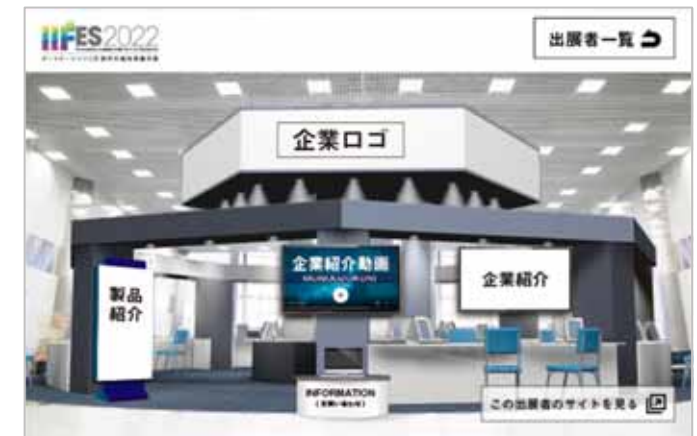 IIFES2022
出展者一覧
企業ロゴ
企業紹介動画
企業紹介
製品
紹介
INFORMATION
この出展者のサイトを見る